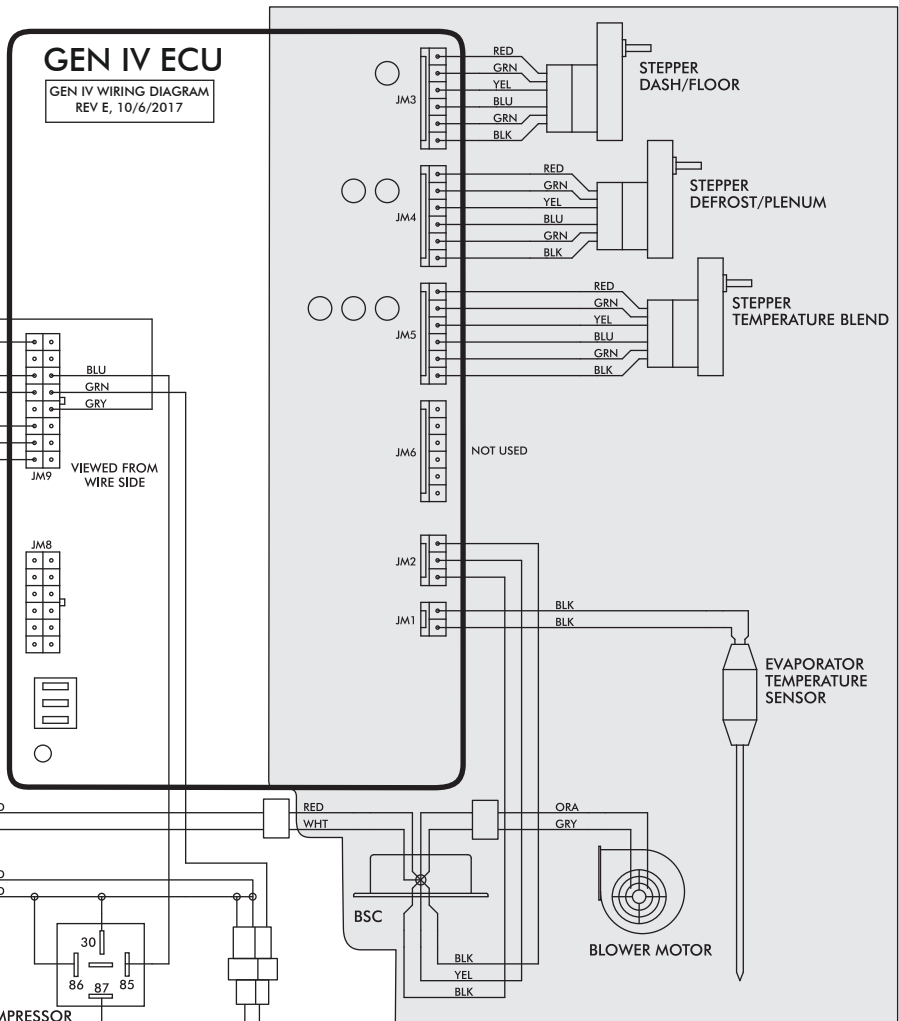 GEN IV ECU
GEN IV WIRING DIAGRAM
REV E, 10/6/2017
JM3
RED
GRN
YEL
BLU
GRN
BLK
STEPPER
DASH/FLOOR
JM4
RED
GRN
YEL
BLU
GRN
BLK
STEPPER
DEFROST/PLENUM
JM5
RED
GRN
YEL
BLU
GRN
BLK
STEPPER
TEMPERATURE BLEND
BLU
GRN
GRY
JM9
VIEWED FROM
WIRE SIDE
JM6
NOT USED
JM8
JM2
JM1
BLK
BLK
EVAPORATOR
TEMPERATURE
SENSOR
RED
WHT
ORA
GRY
BSC
BLOWER MOTOR
BLK
YEL
BLK
30
86
87
85
MPRESSOR